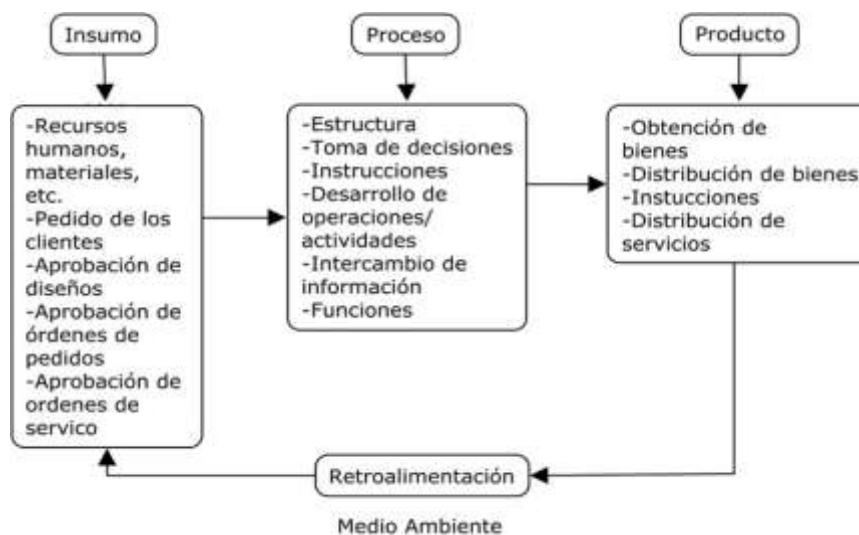 Insumo
Proceso
Producto
-Recursos
humanos,
materiales,
etc.
-Pedido de los
clientes
-Aprobación de
diseños
-Aprobación de
órdenes de
pedidos
-Aprobación de
ordenes de
servico
-Estructura
-Toma de decisiones
-Instrucciones
-Desarrollo de
operaciones/
actividades
-Intercambio de
información
-Funciones
-Obtención de
bienes
-Distribución de bienes
-Instucciones
-Distribución de
servicios
Retroalimentación
Medio Ambiente